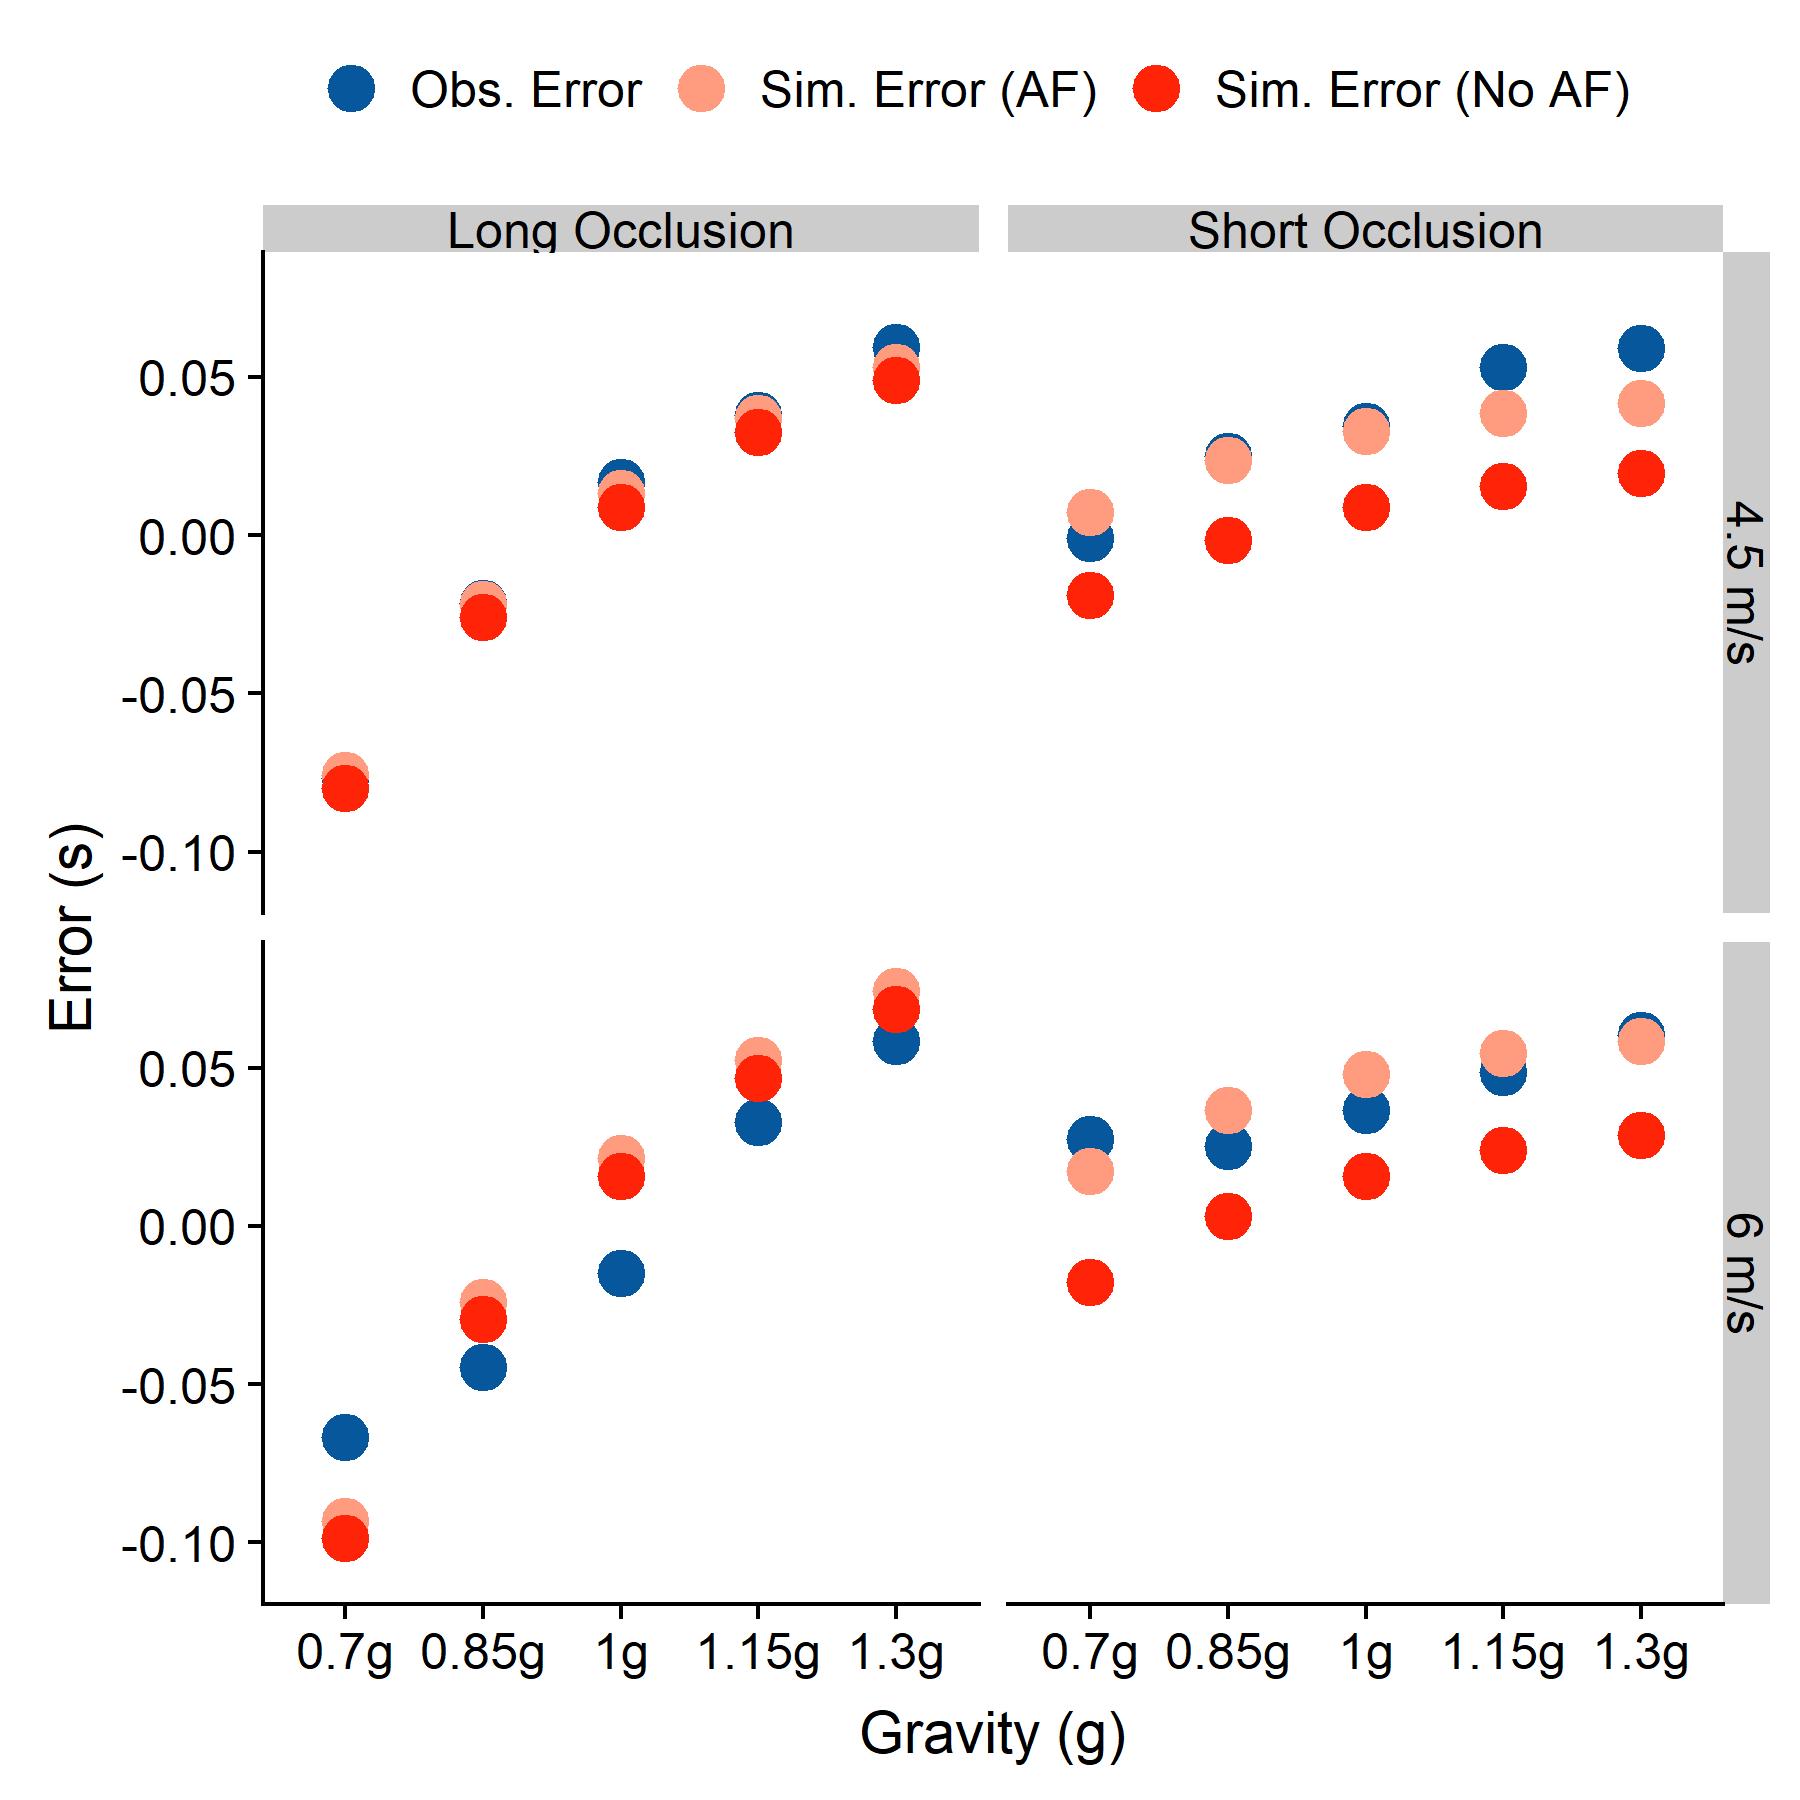 Obs. Error Sim. Error (AF) Sim. Error (No AF)
Long Occlusion Short Occlusion
0.05
0.00
-0.05
-0.10
4.5 m/s
Error (s)
0.05
0.00
-0.05
-0.10
6 m/s
0.7g 0.85g 1g 1.15g 1.3g 0.7g 0.85g 1g 1.15g 1.3g
Gravity (g)